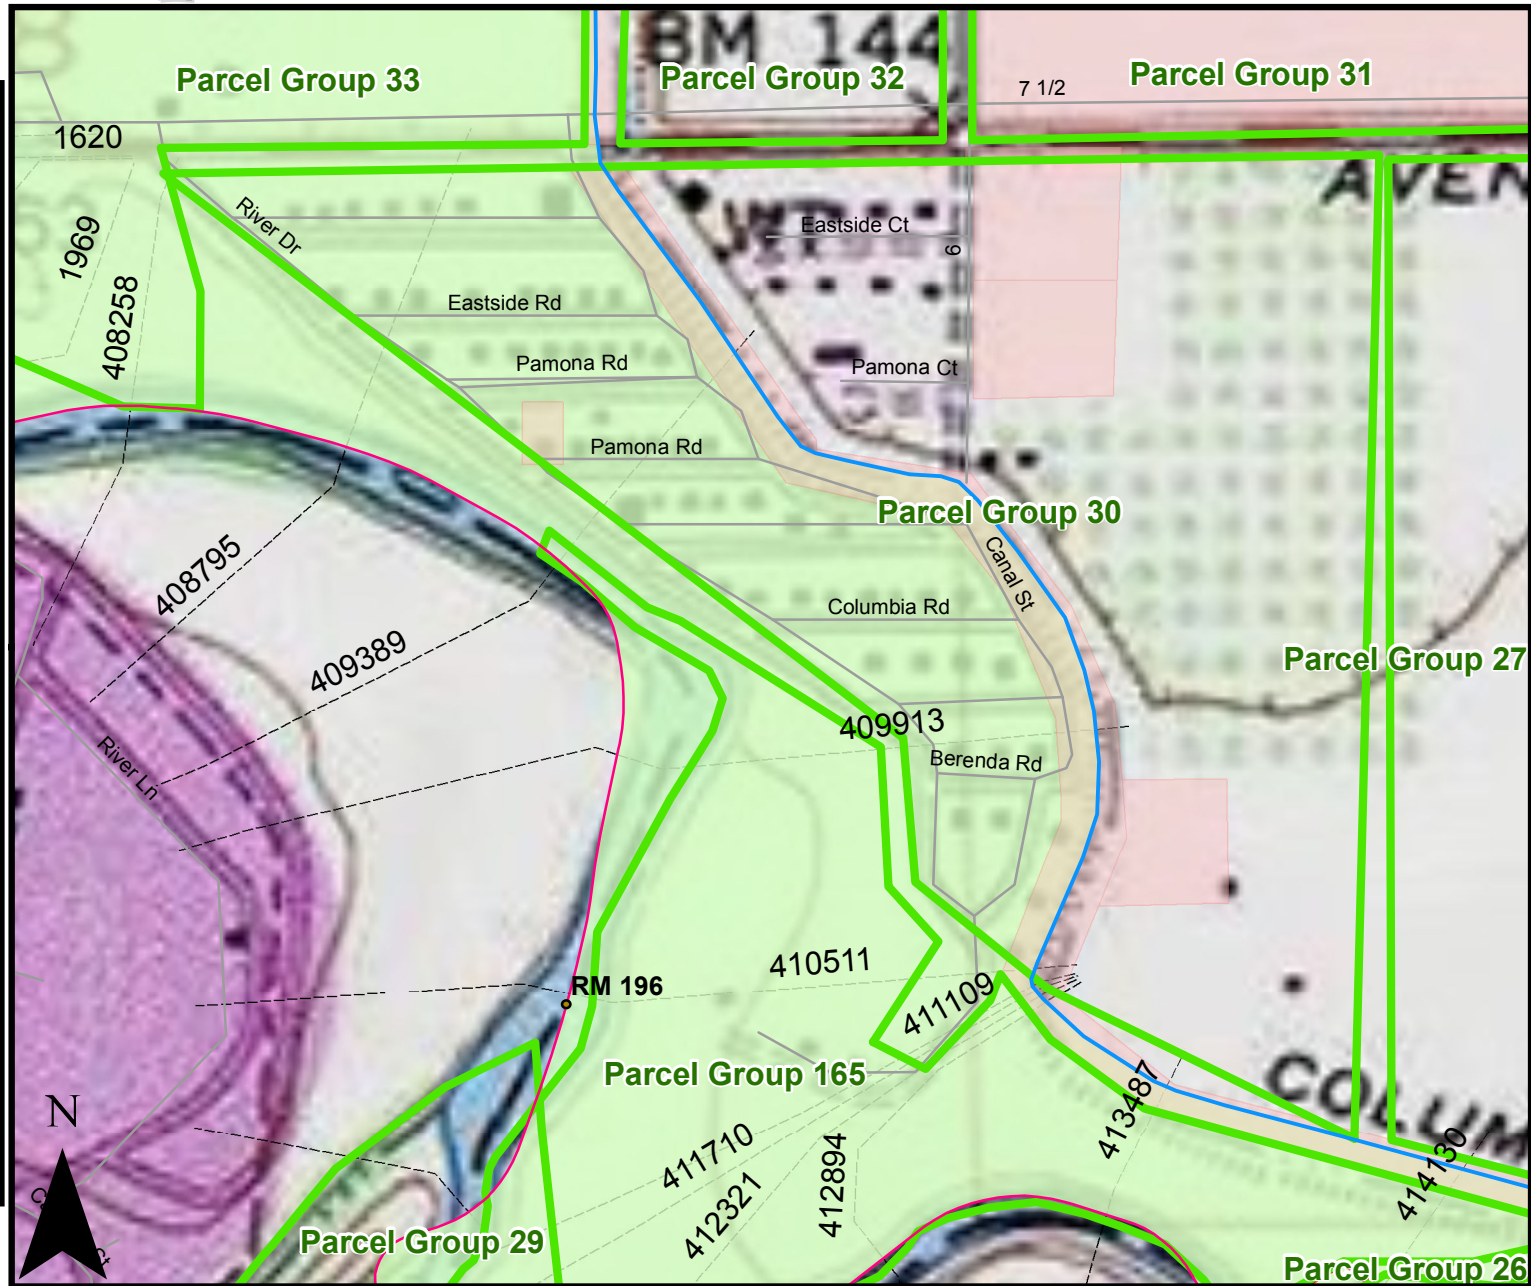 BM 144
Parcel Group 33
Parcel Group 32
Parcel Group 31
7 1/2
1620
AVEN
River Dr
1969
408258
Eastside Ct
6
Eastside Rd
Pamona Rd
Pamona Ct
Pamona Rd
Parcel Group 30
408795
Canal St
409389
Columbia Rd
Parcel Group 27
409913
River Ln
Berenda Rd
410511
RM 196
411109
Parcel Group 165
COLUM
N
413487
411710
414130
412894
412321
Parcel Group 29
St
Parcel Group 26